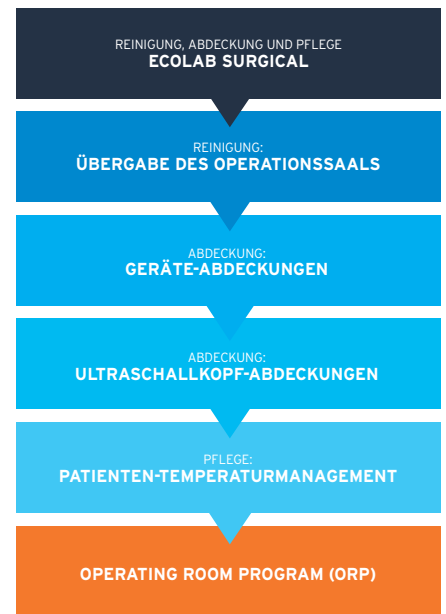 REINIGUNG, ABDECKUNG UND PFLEGE
ECOLAB SURGICAL
REINIGUNG:
ÜBERGABE DES OPERATIONSSAALS
ABDECKUNG:
GERÄTE-ABDECKUNGEN
ABDECKUNG:
ULTRASCHALLKOPF-ABDECKUNGEN
PFLEGE:
PATIENTEN-TEMPERATURMANAGEMENT
OPERATING ROOM PROGRAM (ORP)